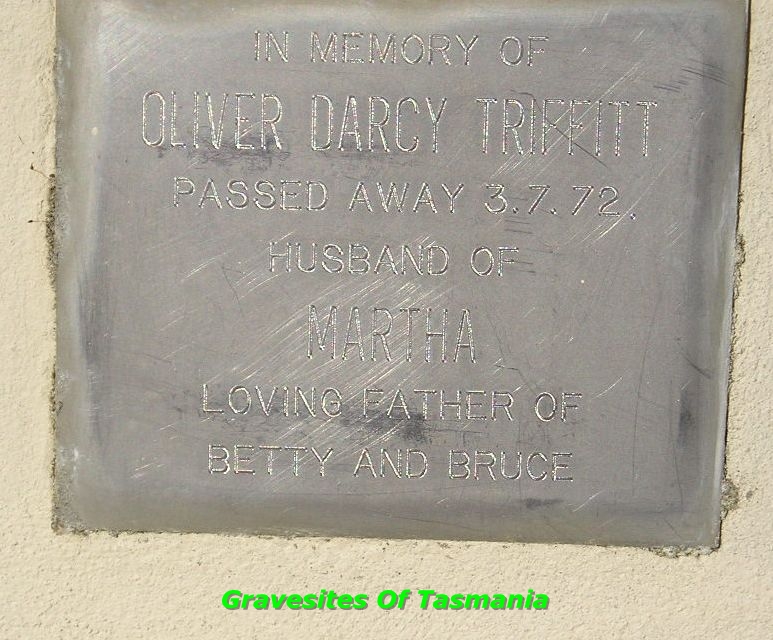 IN MEMORY OF
OLIVER DARCY TRIFFITT
PASSED AWAY 3.7.72.
HUSBAND OF
MARTHA
LOVING FATHER OF
BETTY AND BRUCE
Gravesites Of Tasmania